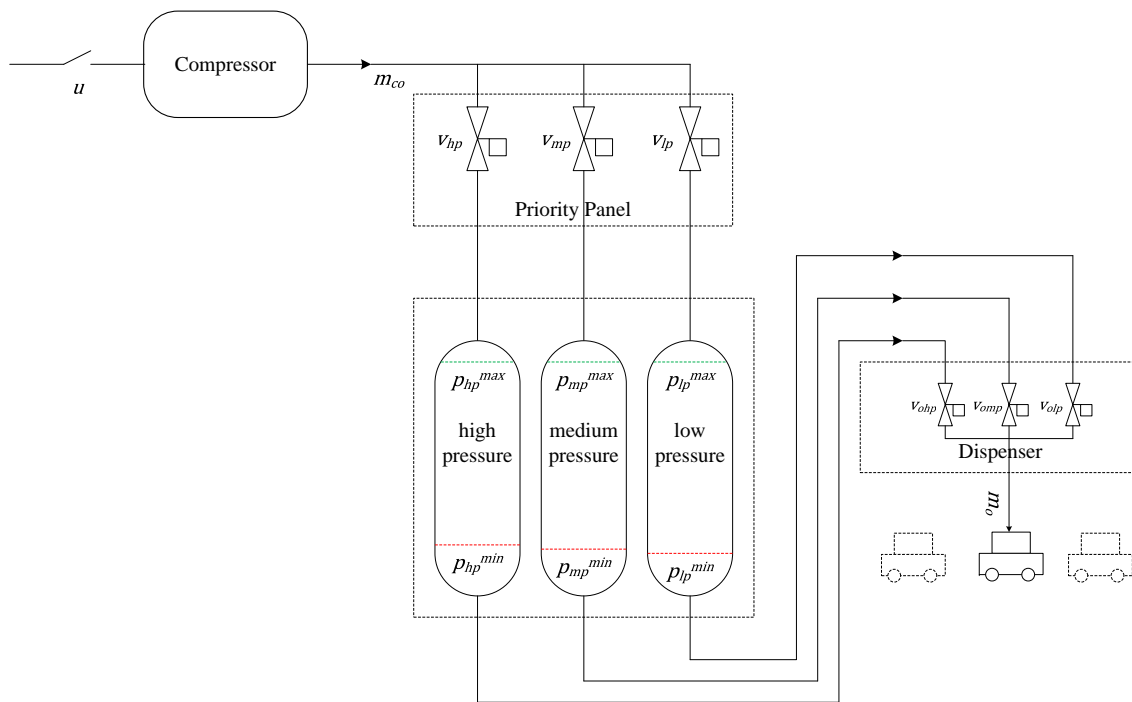 Compressor
u
m_co
v_hp
v_mp
v_lp
Priority Panel
p_hp^max
p_mp^max
p_lp^max
high
pressure
medium
pressure
low
pressure
p_hp^min
p_mp^min
p_lp^min
v_ohp
v_omp
v_olp
Dispenser
m_o